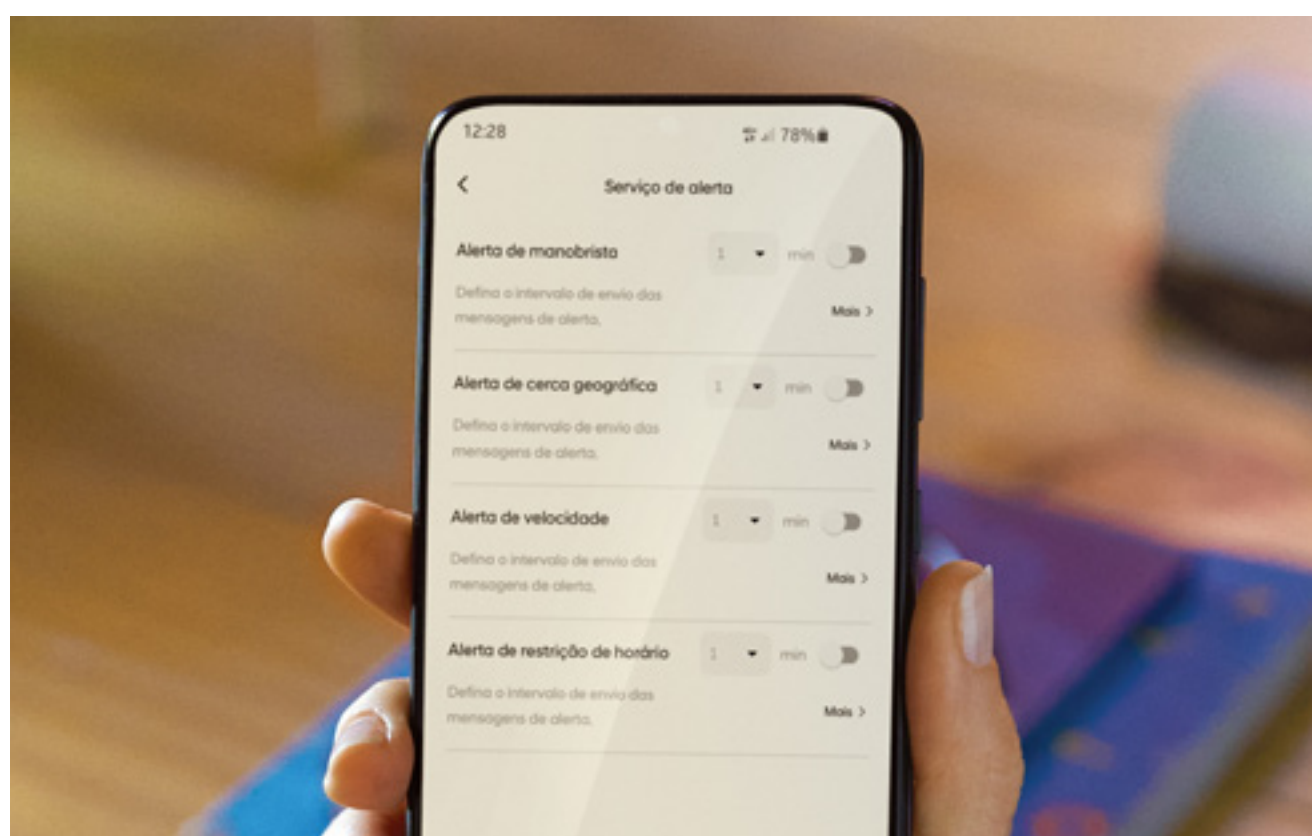 12:28 78%
Serviço de alerta
Alerta de manobrista 1 min
Defina o intervalo de envio das
mensagens de alerta.
Mais >
Alerta de cerca geográfica 1 min
Defina o intervalo de envio das
mensagens de alerta.
Mais >
Alerta de velocidade 1 min
Defina o intervalo de envio das
mensagens de alerta.
Mais >
Alerta de restrição de horário 1 min
Defina o intervalo de envio das
mensagens de alerta.
Mais >